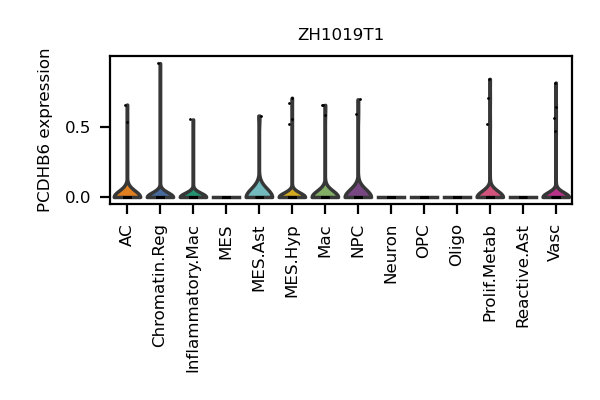 ZH1019T1
PCDHB6 expression
0.5
0.0
AC
Chromatin.Reg
Inflammatory.Mac
MES
MES.Ast
MES.Hyp
Mac
NPC
Neuron
OPC
Oligo
Prolif.Metab
Reactive.Ast
Vasc